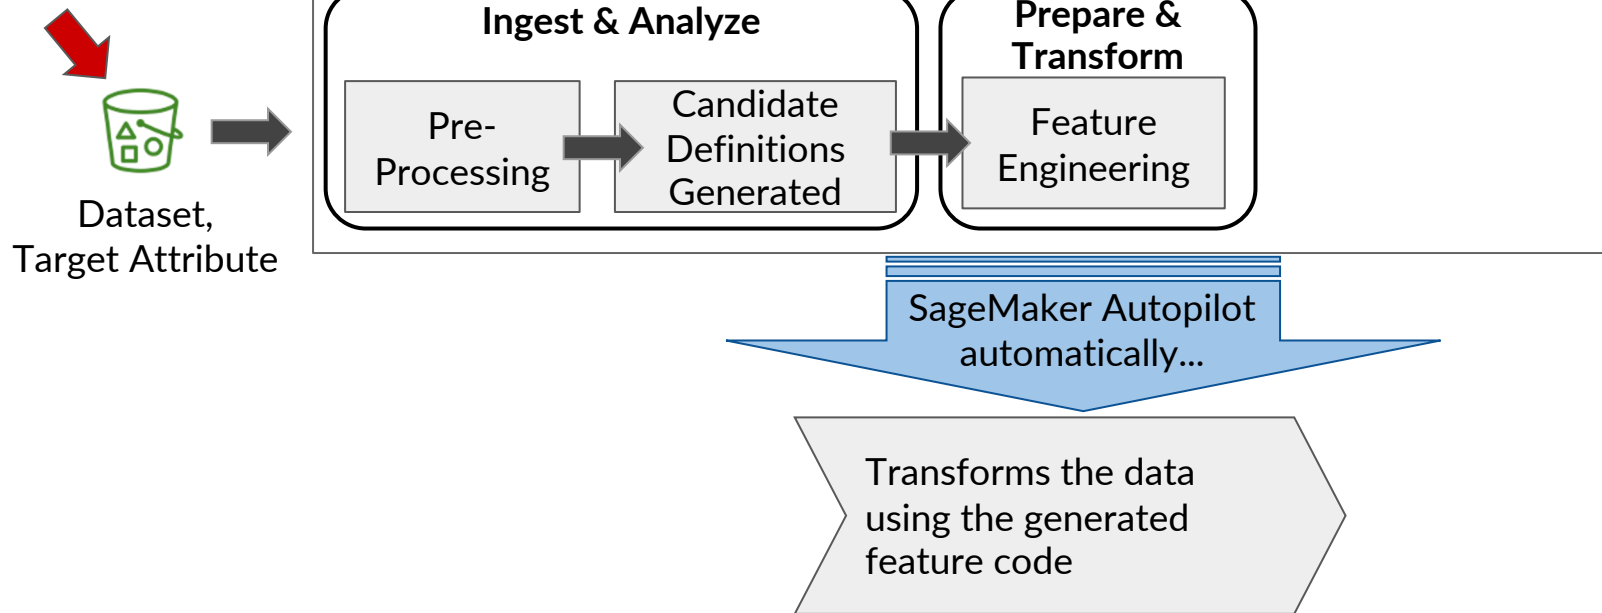 Ingest & Analyze
Prepare &
Transform
Pre-
Processing
Candidate
Definitions
Generated
Feature
Engineering
Dataset,
Target Attribute
SageMaker Autopilot
automatically...
Transforms the data
using the generated
feature code